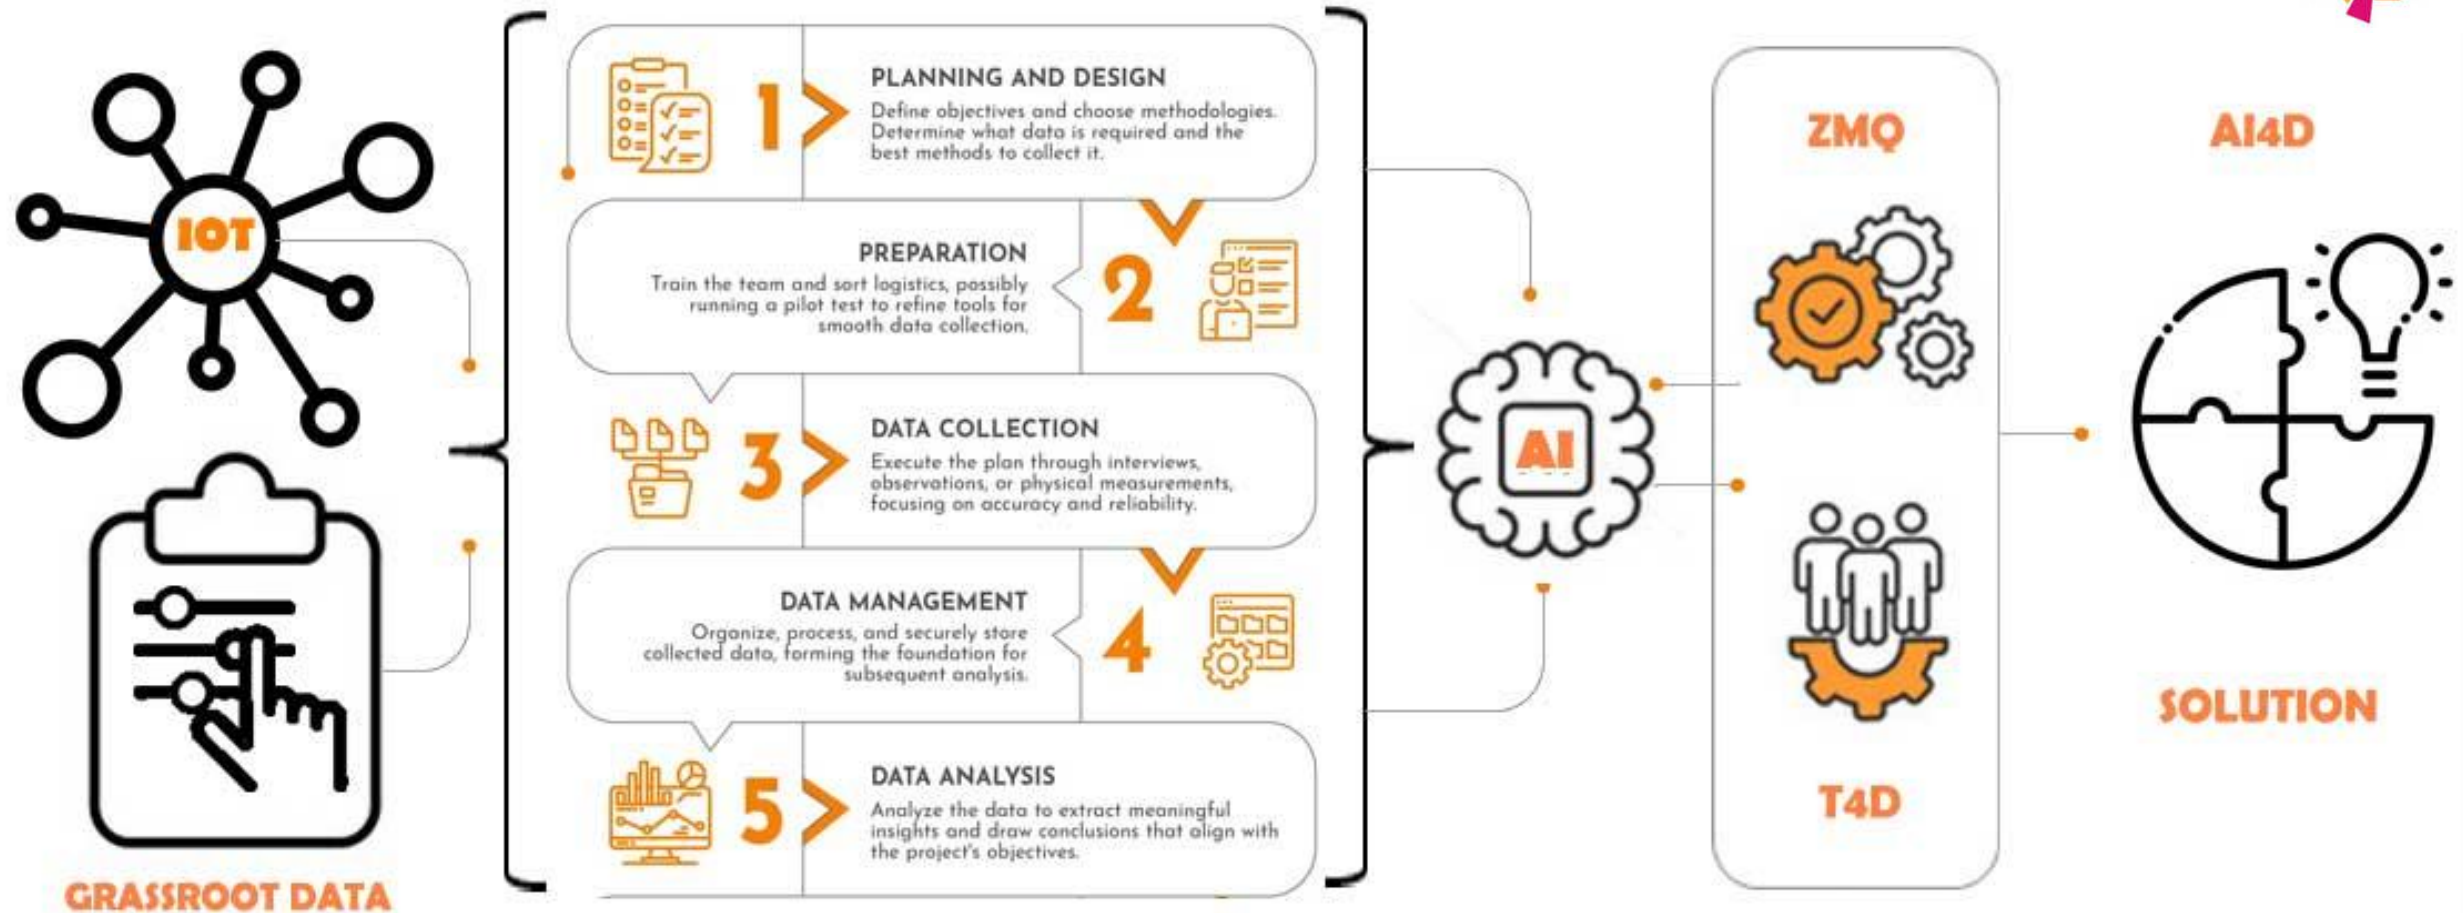 IOT
GRASSROOT DATA
1
PLANNING AND DESIGN
Define objectives and choose methodologies.
Determine what data is required and the
best methods to collect it.
PREPARATION
Train the team and sort logistics, possibly
running a pilot test to refine tools for
smooth data collection.
2
3
DATA COLLECTION
Execute the plan through interviews,
observations, or physical measurements,
focusing on accuracy and reliability.
DATA MANAGEMENT
Organize, process, and securely store
collected data, forming the foundation for
subsequent analysis.
4
5
DATA ANALYSIS
Analyze the data to extract meaningful
insights and draw conclusions that align with
the project's objectives.
AI
ZMQ
T4D
AI4D
SOLUTION